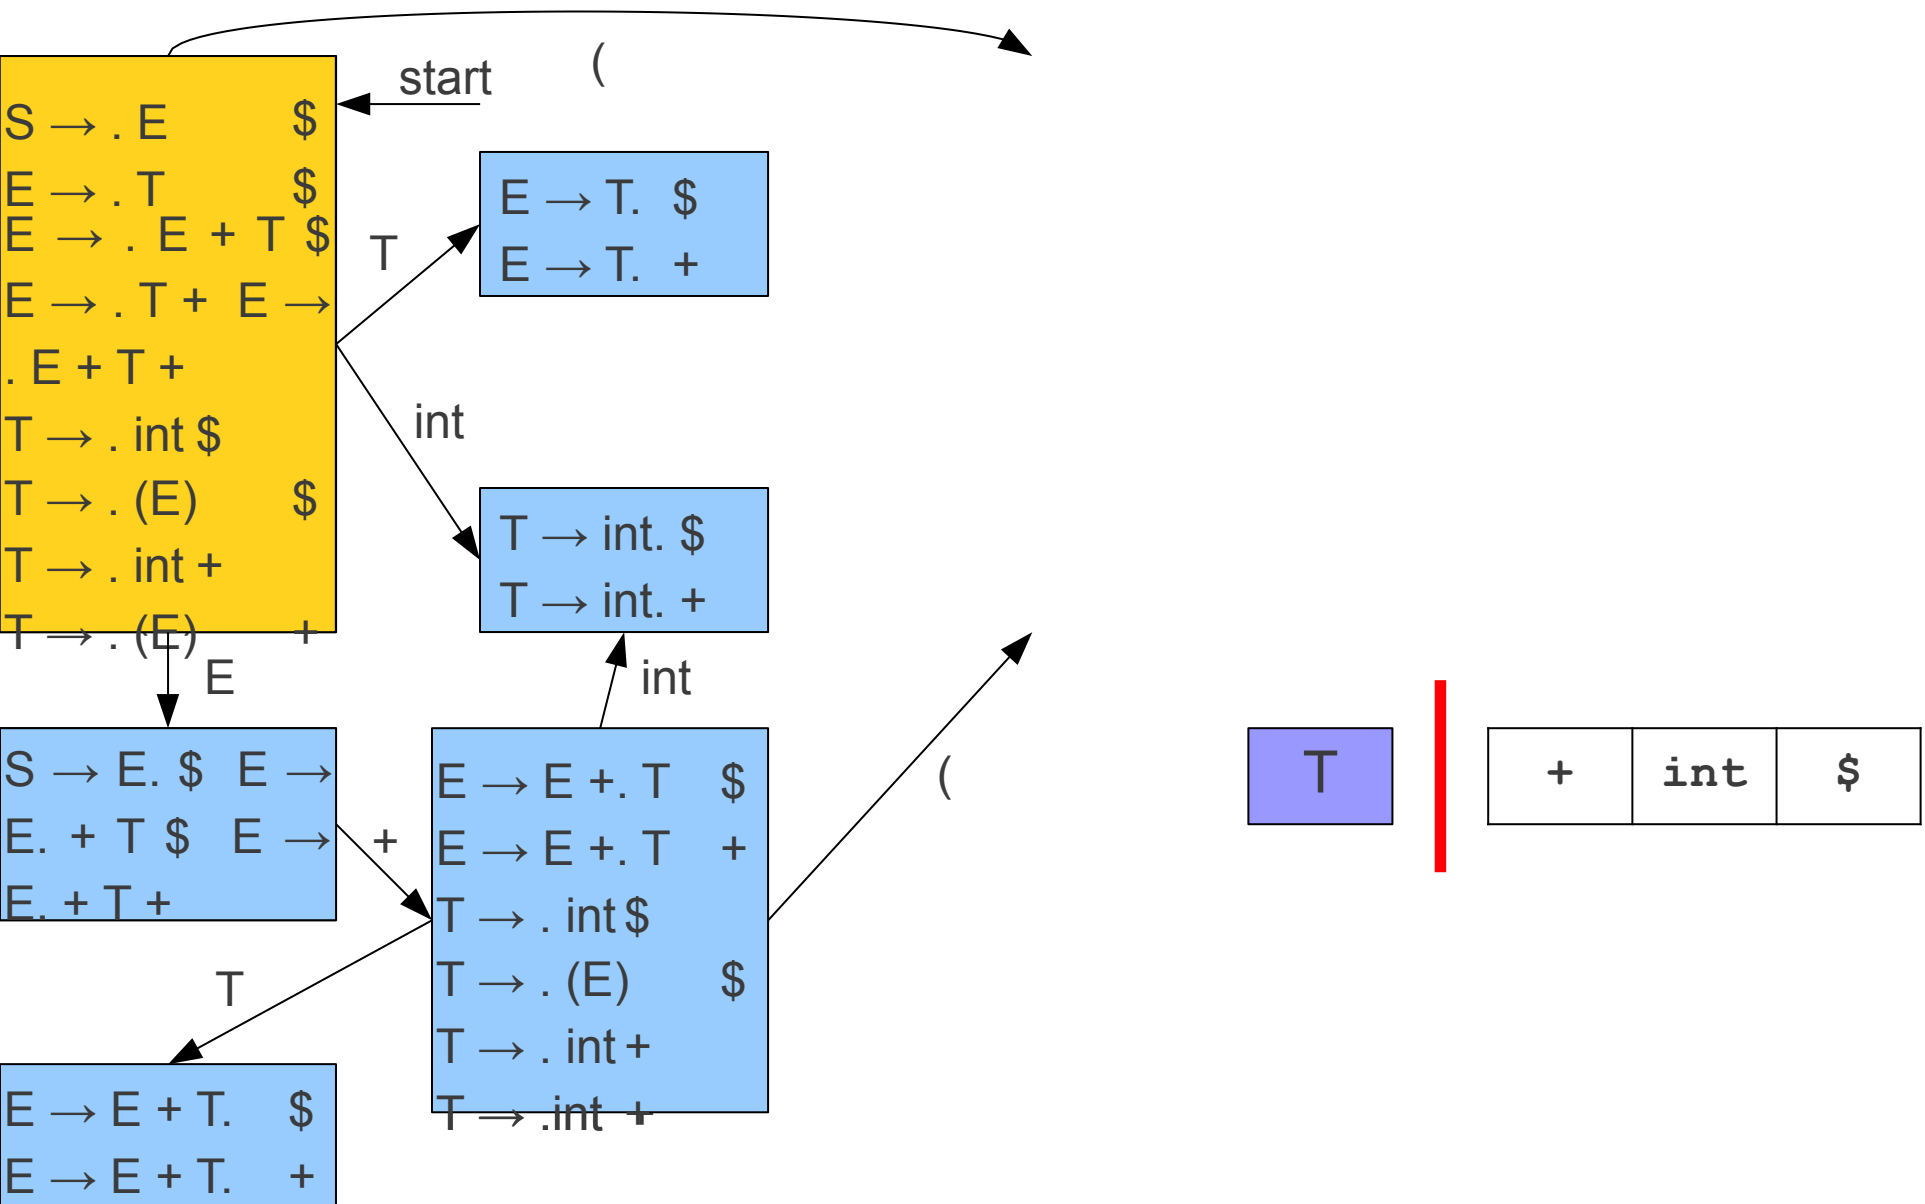 (
start
S → . E $
E → . T $
E → . E + T $
E → . T + E →
. E + T +
T → . int $
T → . (E) $
T → . int +
T → . (E) +
T
E → T. $
E → T. +
int
T → int. $
T → int. +
E
int
S → E. $ E →
E. + T $ E →
E. + T +
+
E → E +. T $
E → E +. T +
T → . int $
T → . (E) $
T → . int +
T → .int +
(
T
+ int $
T
E → E + T. $
E → E + T. +